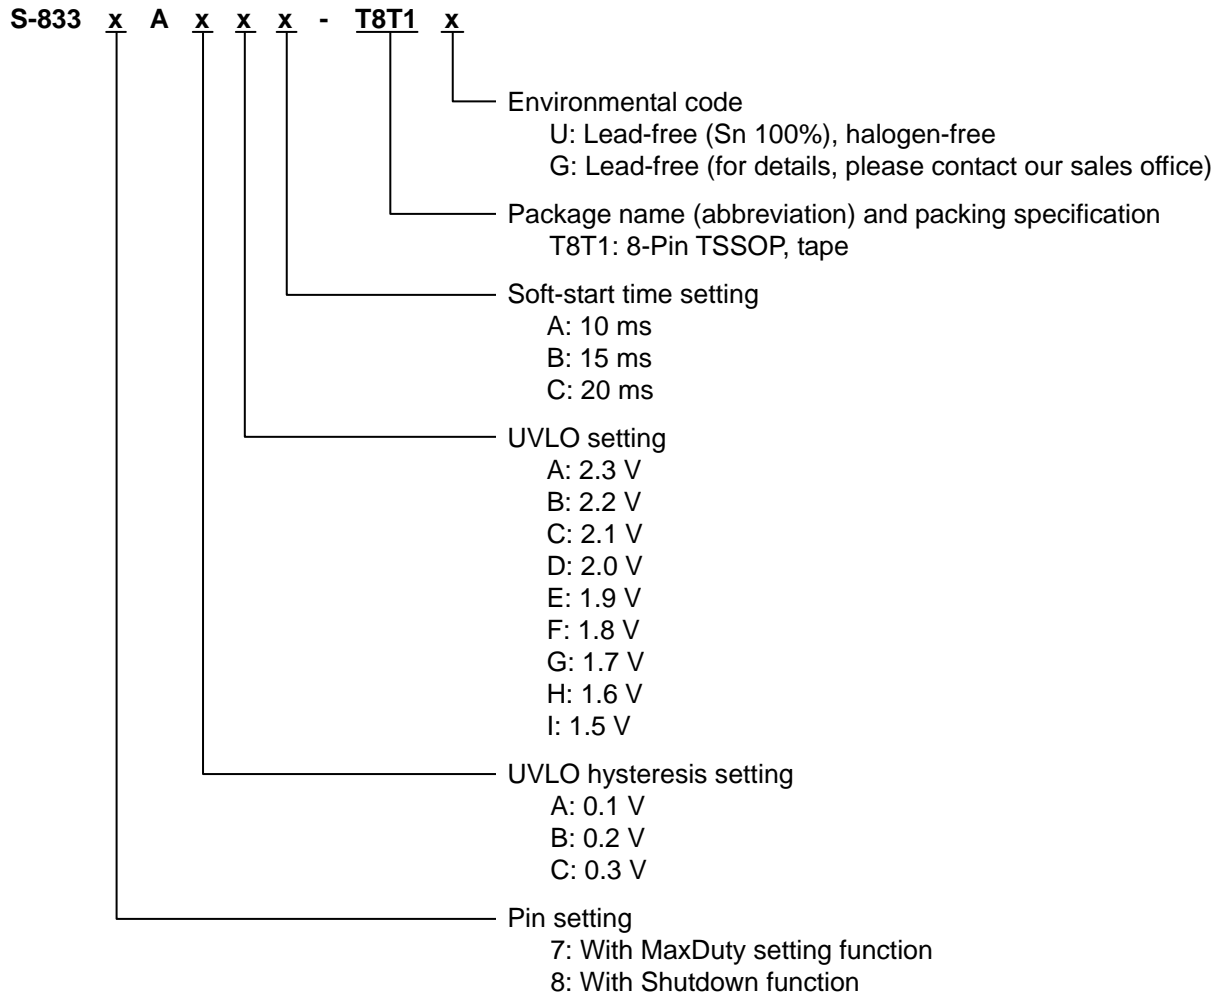 S-833 x A x x x - T8T1 x
Environmental code
U: Lead-free (Sn 100%), halogen-free
G: Lead-free (for details, please contact our sales office)
Package name (abbreviation) and packing specification
T8T1: 8-Pin TSSOP, tape
Soft-start time setting
A: 10 ms
B: 15 ms
C: 20 ms
UVLO setting
A: 2.3 V
B: 2.2 V
C: 2.1 V
D: 2.0 V
E: 1.9 V
F: 1.8 V
G: 1.7 V
H: 1.6 V
I: 1.5 V
UVLO hysteresis setting
A: 0.1 V
B: 0.2 V
C: 0.3 V
Pin setting
7: With MaxDuty setting function
8: With Shutdown function